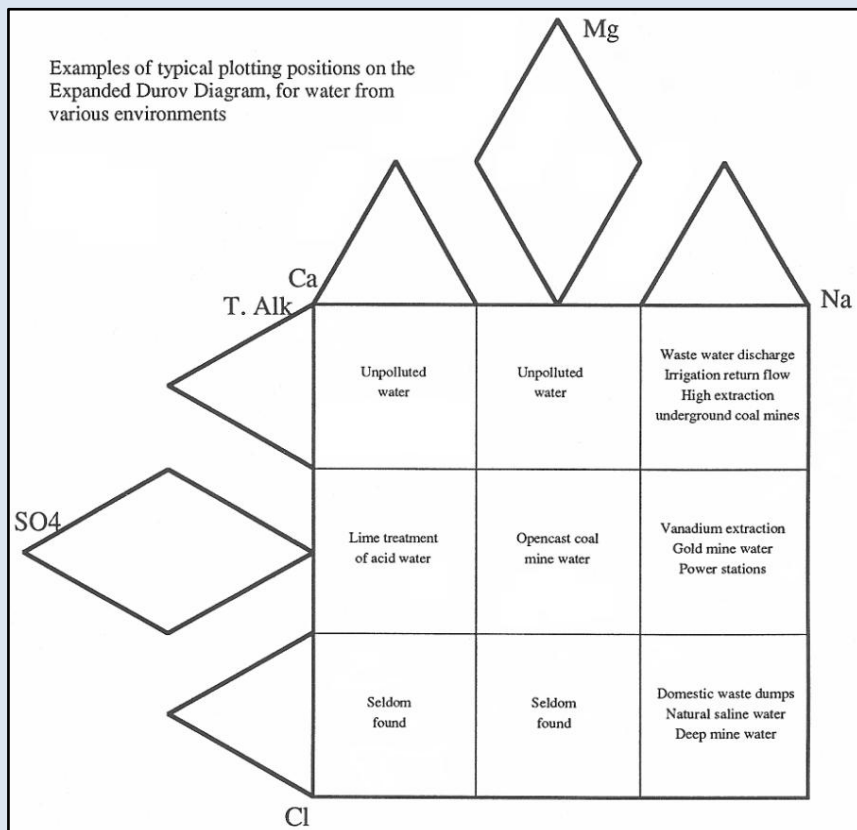 Mg
Examples of typical plotting positions on the
Expanded Durov Diagram, for water from
various environments
Ca
T. Alk
Na
Unpolluted
water
Unpolluted
water
Waste water discharge
Irrigation return flow
High extraction
underground coal mines
SO4
Lime treatment
of acid water
Opencast coal
mine water
Vanadium extraction
Gold mine water
Power stations
Seldom
found
Seldom
found
Domestic waste dumps
Natural saline water
Deep mine water
Cl